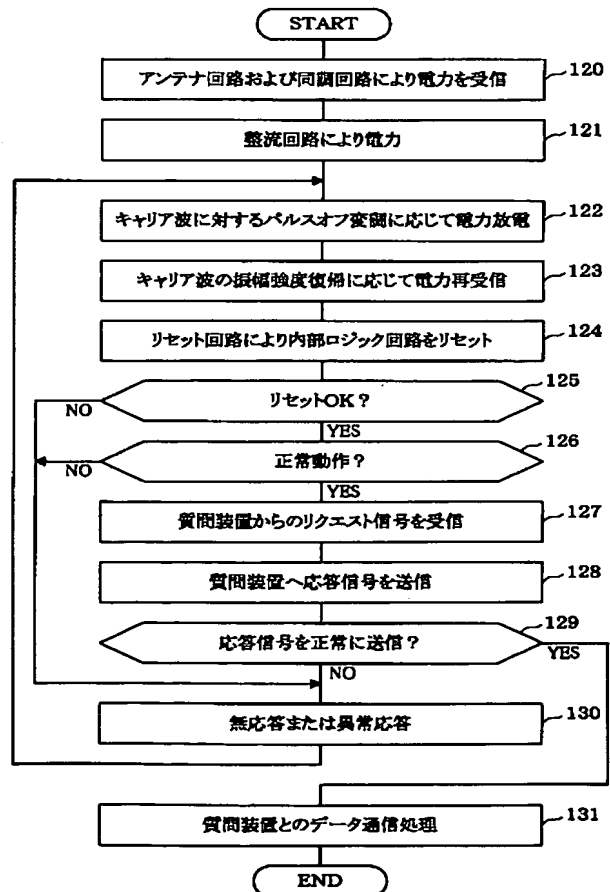 START
アンテナ回路および同調回路により電力を受信
120
整流回路により電力
121
キャリア波に対するパルスオフ変調に応じて電力放電
122
キャリア波の振幅強度復帰に応じて電力再受信
123
リセット回路により内部ロジック回路をリセット
124
リセットOK?
125
NO
YES
正常動作?
126
NO
YES
質問装置からのリクエスト信号を受信
127
質問装置へ応答信号を送信
128
応答信号を正常に送信?
129
YES
NO
無応答または異常応答
130
質問装置とのデータ通信処理
131
END